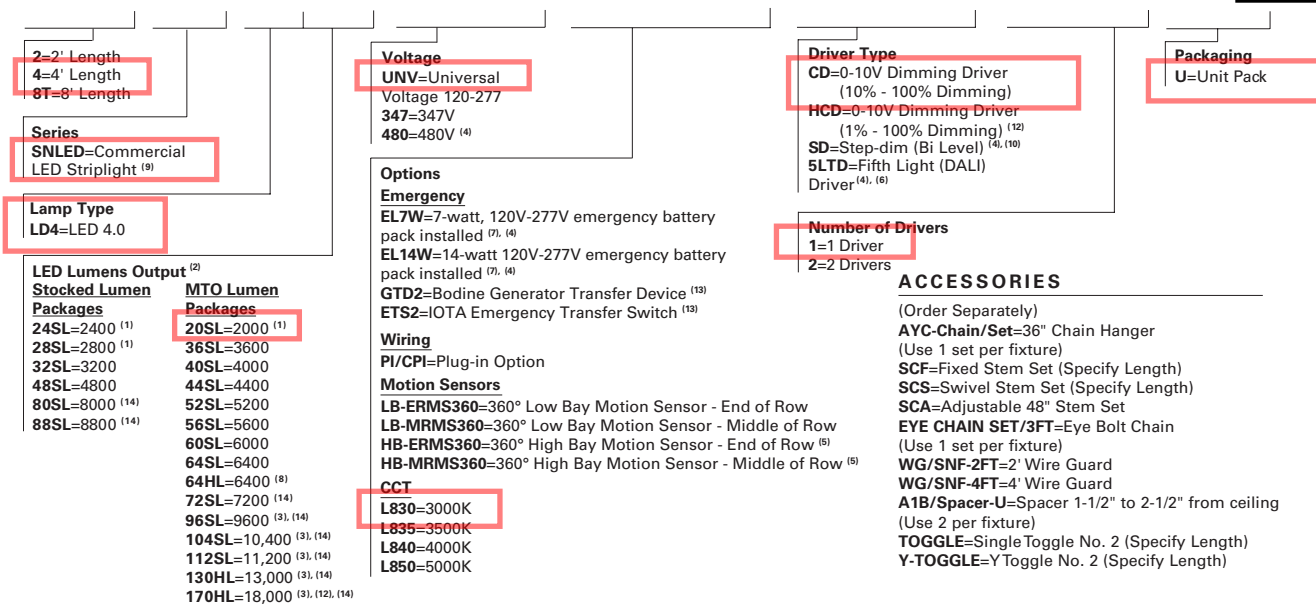 2=2' Length
4=4' Length
8T=8' Length
Series
SNLED=Commercial
LED Striplight (9)
Lamp Type
LD4=LED 4.0
LED Lumens Output (2)
Stocked Lumen
Packages
24SL=2400 (1)
28SL=2800 (1)
32SL=3200
48SL=4800
80SL=8000 (14)
88SL=8800 (14)
MTO Lumen
Packages
20SL=2000 (1)
36SL=3600
40SL=4000
44SL=4400
52SL=5200
56SL=5600
60SL=6000
64SL=6400
64HL=6400 (8)
72SL=7200 (14)
96SL=9600 (3), (14)
104SL=10,400 (3), (14)
112SL=11,200 (3), (14)
130HL=13,000 (3), (14)
170HL=18,000 (3), (12), (14)
Voltage
UNV=Universal
Voltage 120-277
347=347V
480=480V (4)
Options
Emergency
EL7W=7-watt, 120V-277V emergency battery
pack installed (7), (4)
EL14W=14-watt 120V-277V emergency battery
pack installed (7), (4)
GTD2=Bodine Generator Transfer Device (13)
ETS2=IOTA Emergency Transfer Switch (13)
Wiring
PI/CPI=Plug-in Option
Motion Sensors
LB-ERMS360=360° Low Bay Motion Sensor - End of Row
LB-MRMS360=360° Low Bay Motion Sensor - Middle of Row
HB-ERMS360=360° High Bay Motion Sensor - End of Row (5)
HB-MRMS360=360° High Bay Motion Sensor - Middle of Row (5)
CCT
L830=3000K
L835=3500K
L840=4000K
L850=5000K
Driver Type
CD=0-10V Dimming Driver
(10% - 100% Dimming)
HCD=0-10V Dimming Driver
(1% - 100% Dimming) (12)
SD=Step-dim (Bi Level) (4), (10)
5LTD=Fifth Light (DALI)
Driver (4), (6)
Number of Drivers
1=1 Driver
2=2 Drivers
Packaging
U=Unit Pack
ACCESSORIES
(Order Separately)
AYC-Chain/Set=36" Chain Hanger
(Use 1 set per fixture)
SCF=Fixed Stem Set (Specify Length)
SCS=Swivel Stem Set (Specify Length)
SCA=Adjustable 48" Stem Set
EYE CHAIN SET/3FT=Eye Bolt Chain
(Use 1 set per fixture)
WG/SNF-2FT=2' Wire Guard
WG/SNF-4FT=4' Wire Guard
A1B/Spacer-U=Spacer 1-1/2" to 2-1/2" from ceiling
(Use 2 per fixture)
TOGGLE=Single Toggle No. 2 (Specify Length)
Y-TOGGLE=Y Toggle No. 2 (Specify Length)